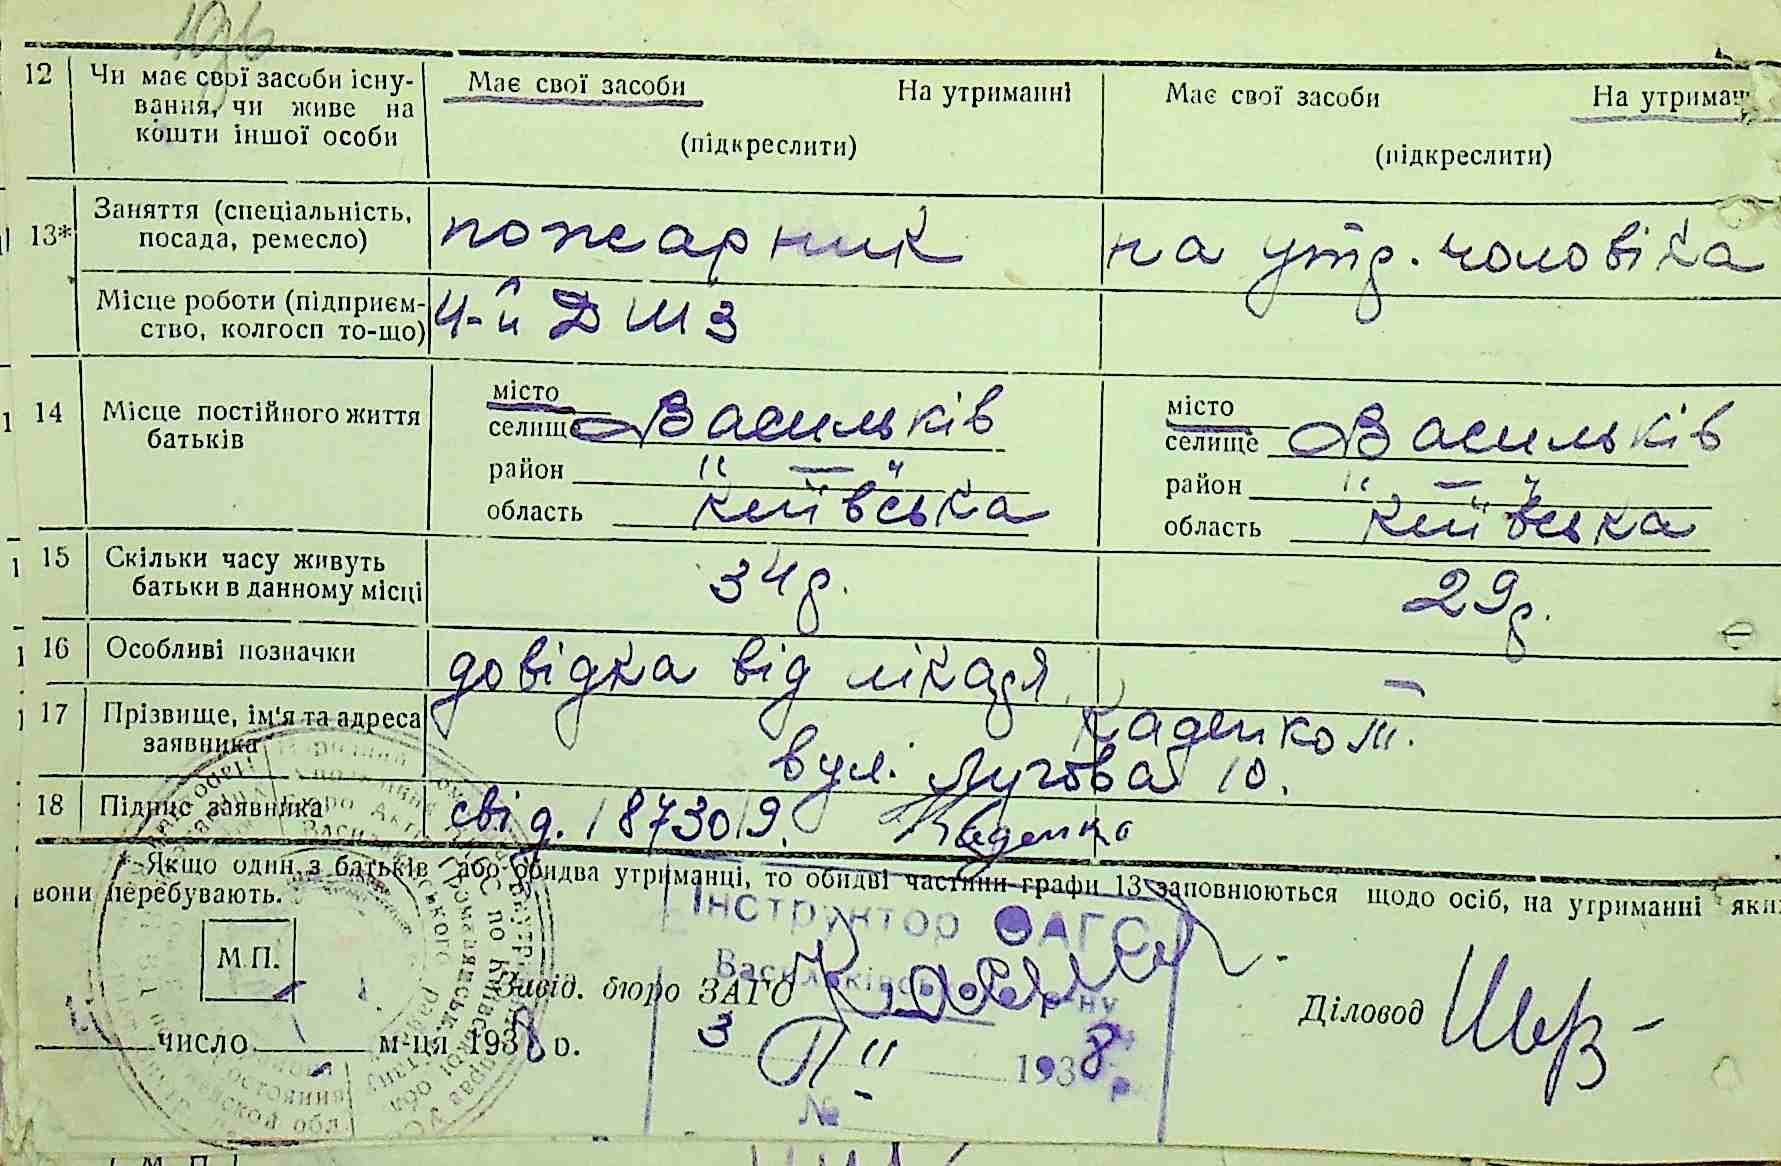 12 Чи має свої засоби існу- Має свої засоби На утриманні Має свої засоби На утриман
вання, чи живе на
кошти іншої особи (підкреслити) (підкреслити)
13* Заняття (спеціальність, посада, ремесло) пожарник на утр. чоловіка
Місце роботи (підприєм-
ство, колгосп то-що) 4-й ДШЗ
14 Місце постійного життя
батьків
місто
селище Васильків
район " — "
область Київська
місто
селище Васильків
район " — "
область Київська
15 Скільки часу живуть
батьки в данному місці 34 р. 29 р.
16 Особливі позначки довідка від лікаря —
17 Прізвище, ім'я та адреса
заявника Каденко М.
вул. Лугова 10.
18 Підпис заявника свід. 187309. Каденко
* Якщо один з батьків або обидва утриманці, то обидві частини графи 13 заповнюються щодо осіб, на утриманні яких
вони перебувають.
Інструктор ЗАГС
М.П.
Завід. бюро ЗАГС
Діловод
число м-ця 1938 о.
3 1938 р.
№
М П